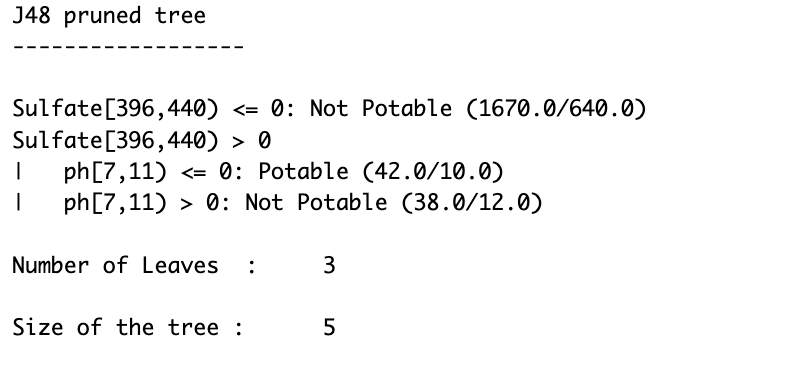 J48 pruned tree
------------------
Sulfate[396,440) <= 0: Not Potable (1670.0/640.0)
Sulfate[396,440) > 0
|   ph[7,11) <= 0: Potable (42.0/10.0)
|   ph[7,11) > 0: Not Potable (38.0/12.0)
Number of Leaves  :     3
Size of the tree :      5